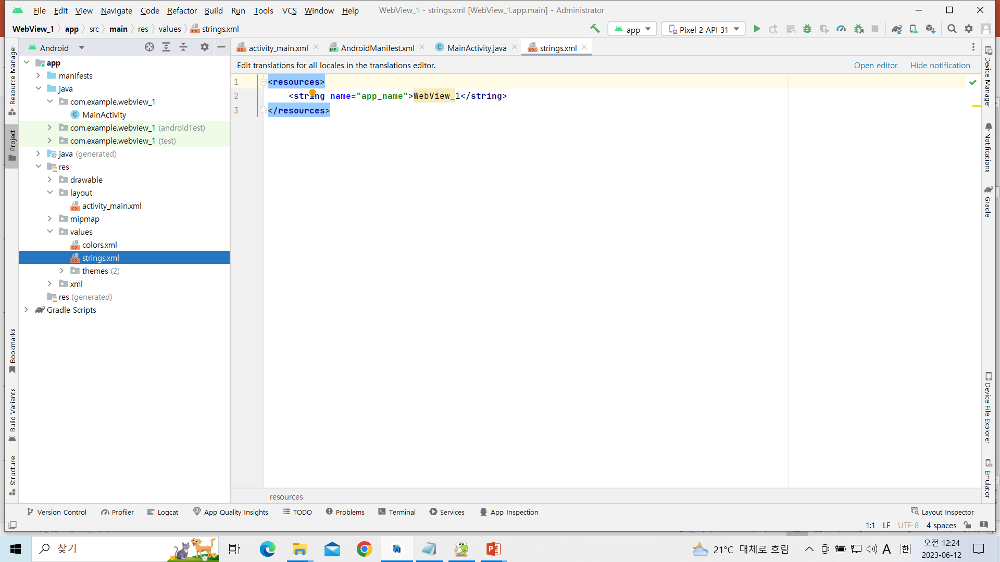 File Edit View Navigate Code Refactor Build Run Tools VCS Window Help WebView_1 - strings.xml [WebView_1.app.main] - Administrator
WebView_1 app src main res values strings.xml app Pixel 2 API 31
Android activity_main.xml AndroidManifest.xml MainActivity.java strings.xml
Edit translations for all locales in the translations editor. Open editor Hide notification
app
manifests
java
com.example.webview_1
MainActivity
com.example.webview_1 (androidTest)
com.example.webview_1 (test)
java (generated)
res
drawable
layout
activity_main.xml
mipmap
values
colors.xml
strings.xml
themes (2)
xml
res (generated)
Gradle Scripts
1 <resources>
2 <string name="app_name">WebView_1</string>
3 </resources>
resources
Resource Manager
Project
Bookmarks
Build Variants
Structure
Device Manager
Notifications
Gradle
Device File Explorer
Emulator
Version Control Profiler Logcat App Quality Insights TODO Problems Terminal Services App Inspection Layout Inspector
1:1 LF UTF-8 4 spaces
찾기 21°C 대체로 흐림 A 한 오전 12:24
2023-06-12